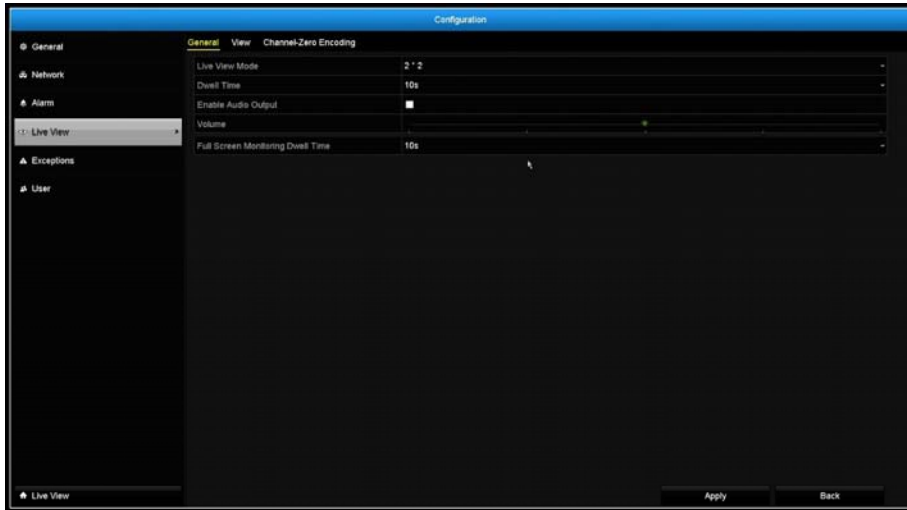 Configuration
General
Network
Alarm
Live View
Exceptions
User
General View Channel-Zero Encoding
Live View Mode 2 * 2
Dwell Time 10s
Enable Audio Output
Volume
Full Screen Monitoring Dwell Time 10s
Live View
Apply Back